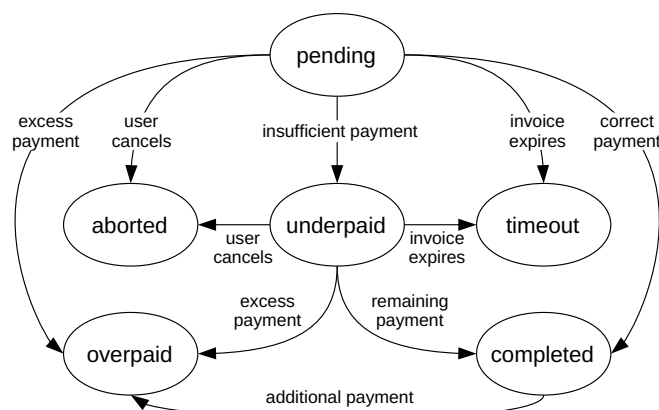 pending
excess
payment
user
cancels
insufficient payment
invoice
expires
correct
payment
aborted
underpaid
timeout
user
cancels
invoice
expires
excess
payment
remaining
payment
overpaid
completed
additional payment